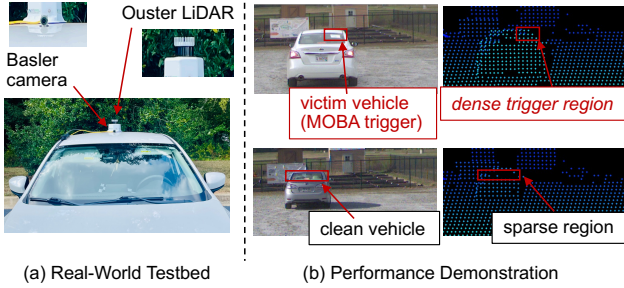 Ouster LiDAR
Basler
camera
victim vehicle
(MOBA trigger)
dense trigger region
clean vehicle
sparse region
(a) Real-World Testbed
(b) Performance Demonstration